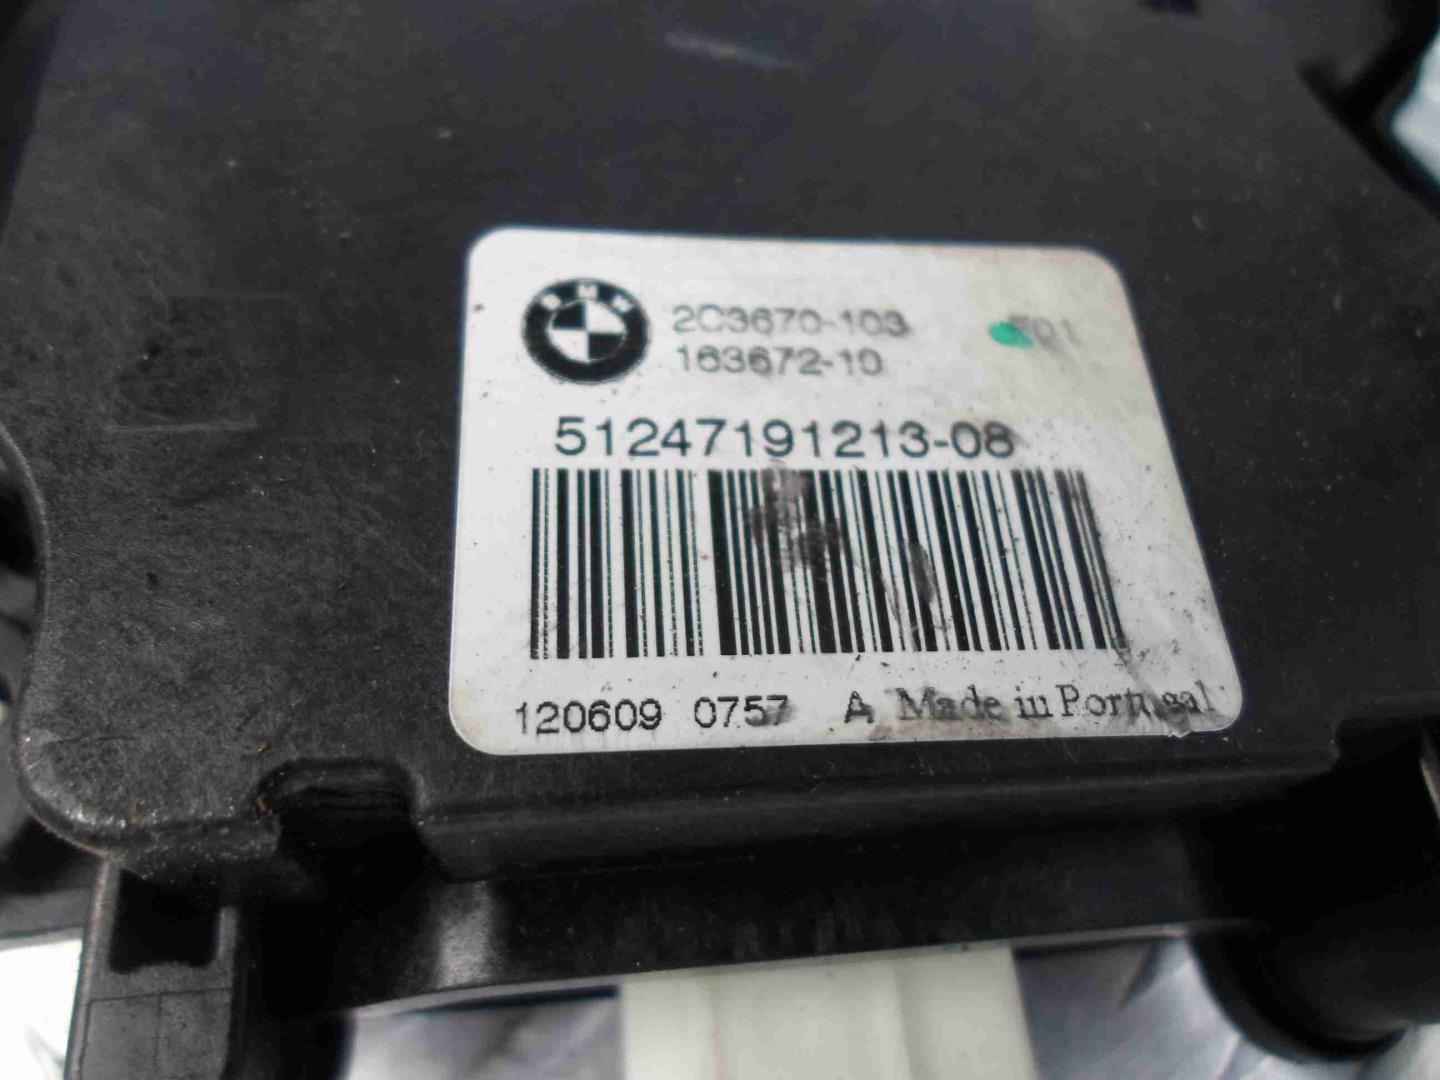 BMW
2C3670-103
163672-10
51247191213-08
120609 0757 A Made in Portugal